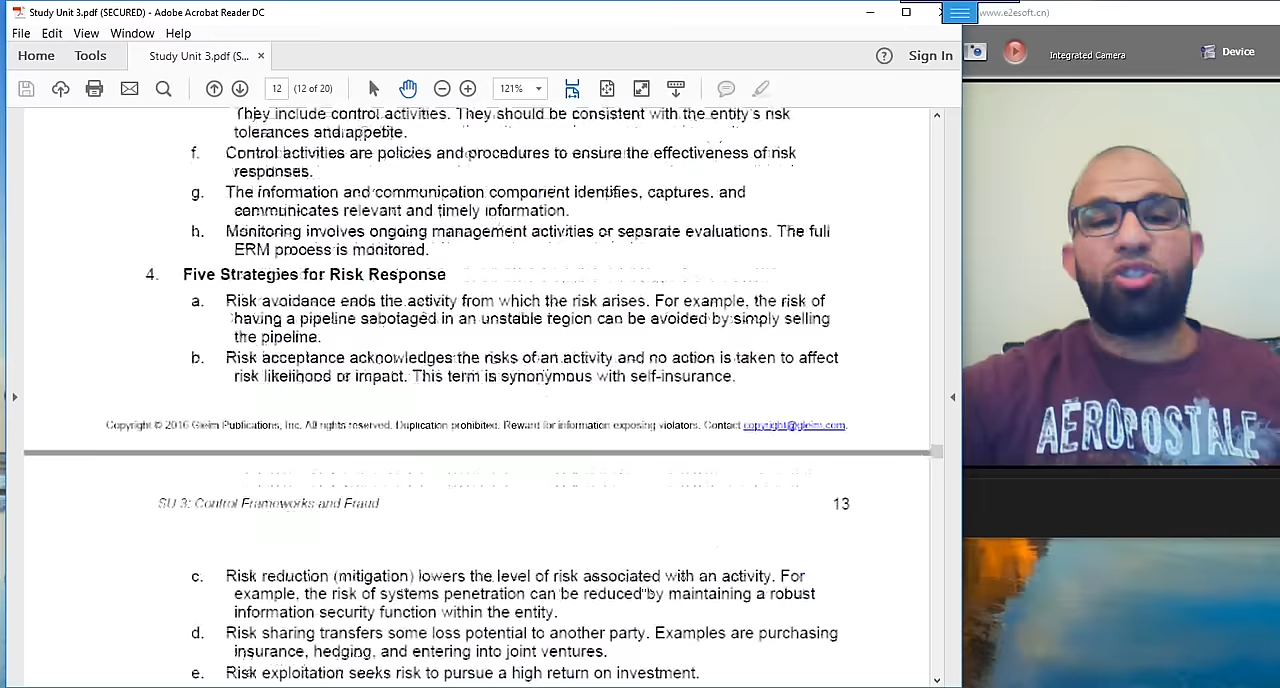 Study Unit 3.pdf (SECURED) - Adobe Acrobat Reader DC
www.e2esoft.cn)
File Edit View Window Help
Home Tools Study Unit 3.pdf (S... × Sign In
Integrated Camera Device
12 (12 of 20) 121%
They include control activities. They should be consistent with the entity's risk
tolerances and appetite.
f. Control activities are policies and procedures to ensure the effectiveness of risk
responses.
g. The information and communication component identifies, captures, and
communicates relevant and timely information.
h. Monitoring involves ongoing management activities or separate evaluations. The full
ERM process is monitored.
4. Five Strategies for Risk Response
a. Risk avoidance ends the activity from which the risk arises. For example, the risk of
having a pipeline sabotaged in an unstable region can be avoided by simply selling
the pipeline.
b. Risk acceptance acknowledges the risks of an activity and no action is taken to affect
risk likelihood or impact. This term is synonymous with self-insurance.
Copyright © 2016 Gleim Publications, Inc. All rights reserved. Duplication prohibited. Reward for information exposing violators. Contact copyright@gleim.com.
SU 3: Control Frameworks and Fraud 13
c. Risk reduction (mitigation) lowers the level of risk associated with an activity. For
example, the risk of systems penetration can be reduced by maintaining a robust
information security function within the entity.
d. Risk sharing transfers some loss potential to another party. Examples are purchasing
insurance, hedging, and entering into joint ventures.
e. Risk exploitation seeks risk to pursue a high return on investment.
AÉROPOSTALE